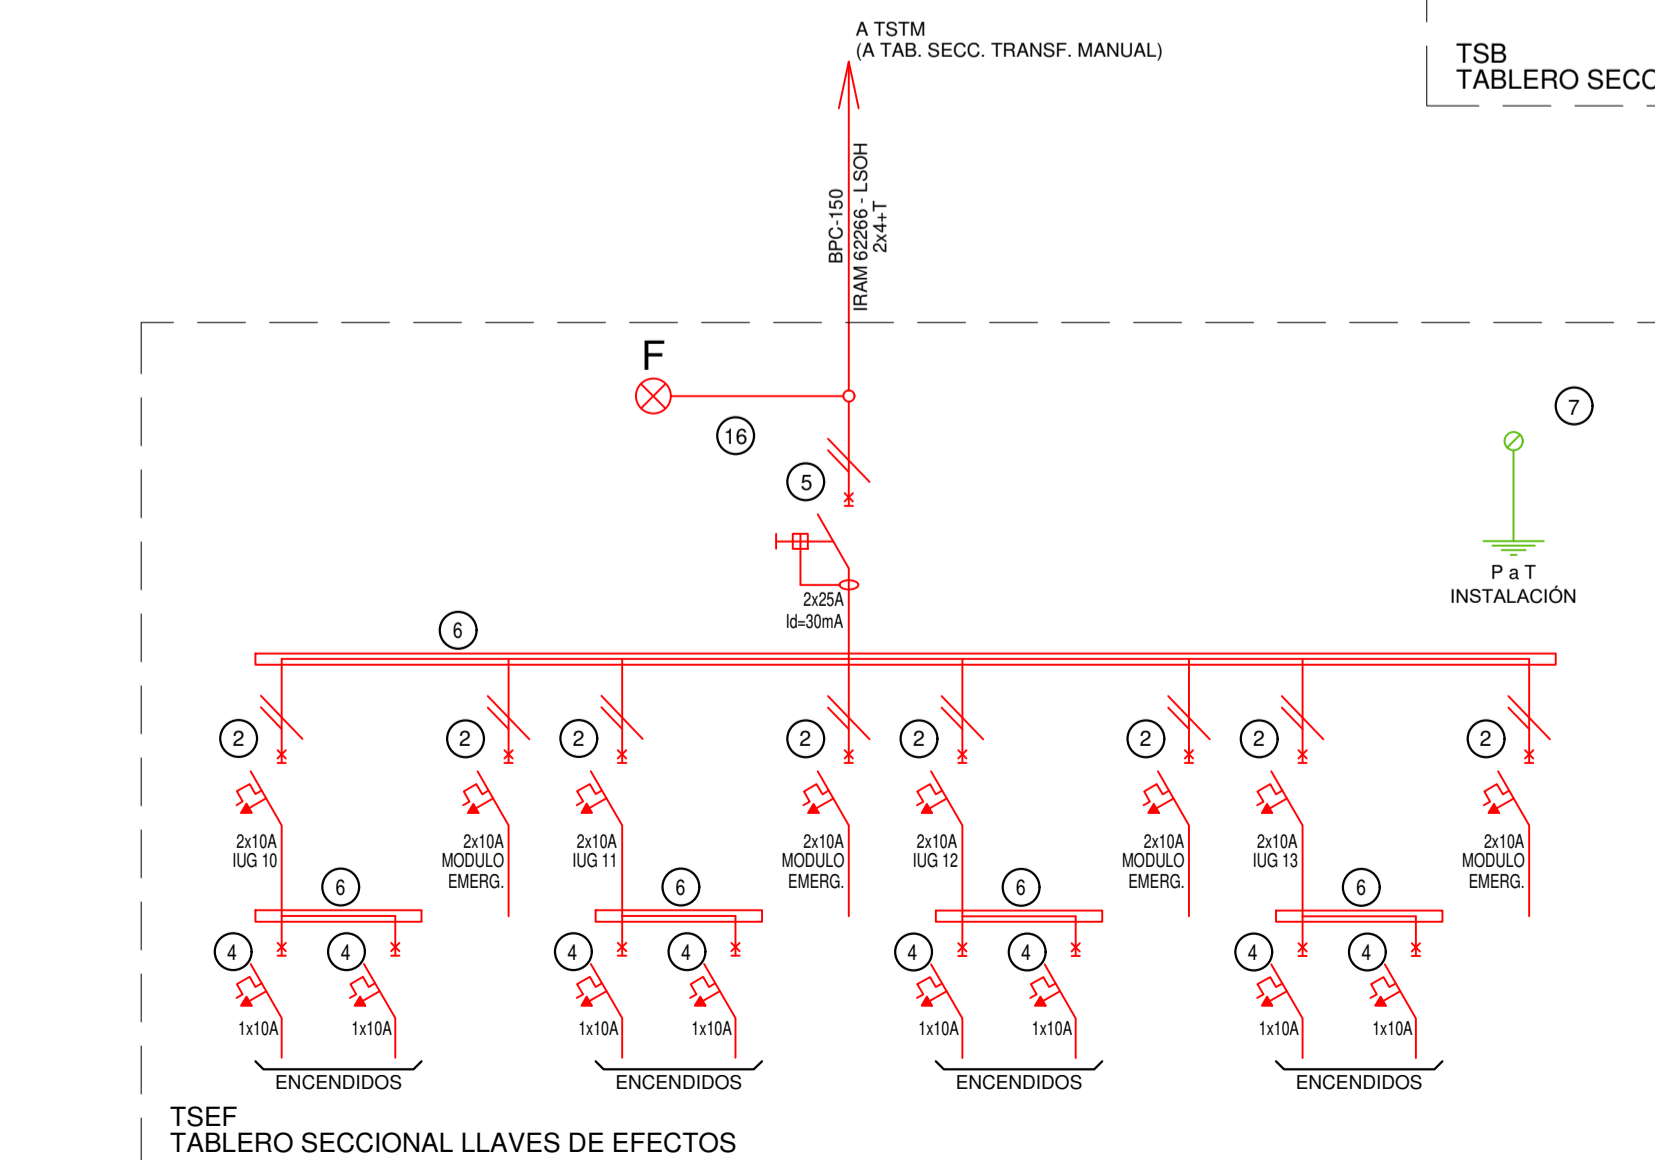 A TSTM
(A TAB. SECC. TRANSF. MANUAL)
TSB
TABLERO SECC
BPC-150
IRAM 62266 - LSOH
2x4+T
F
16
5
7
2x25A
Id=30mA
P a T
INSTALACIÓN
6
2
2
2
2
2
2
2
2
2x10A
IUG 10
2x10A
MODULO
EMERG.
2x10A
IUG 11
2x10A
MODULO
EMERG.
2x10A
IUG 12
2x10A
MODULO
EMERG.
2x10A
IUG 13
2x10A
MODULO
EMERG.
6
6
6
6
4
4
4
4
4
4
4
4
1x10A
1x10A
1x10A
1x10A
1x10A
1x10A
1x10A
1x10A
ENCENDIDOS
ENCENDIDOS
ENCENDIDOS
ENCENDIDOS
TSEF
TABLERO SECCIONAL LLAVES DE EFECTOS